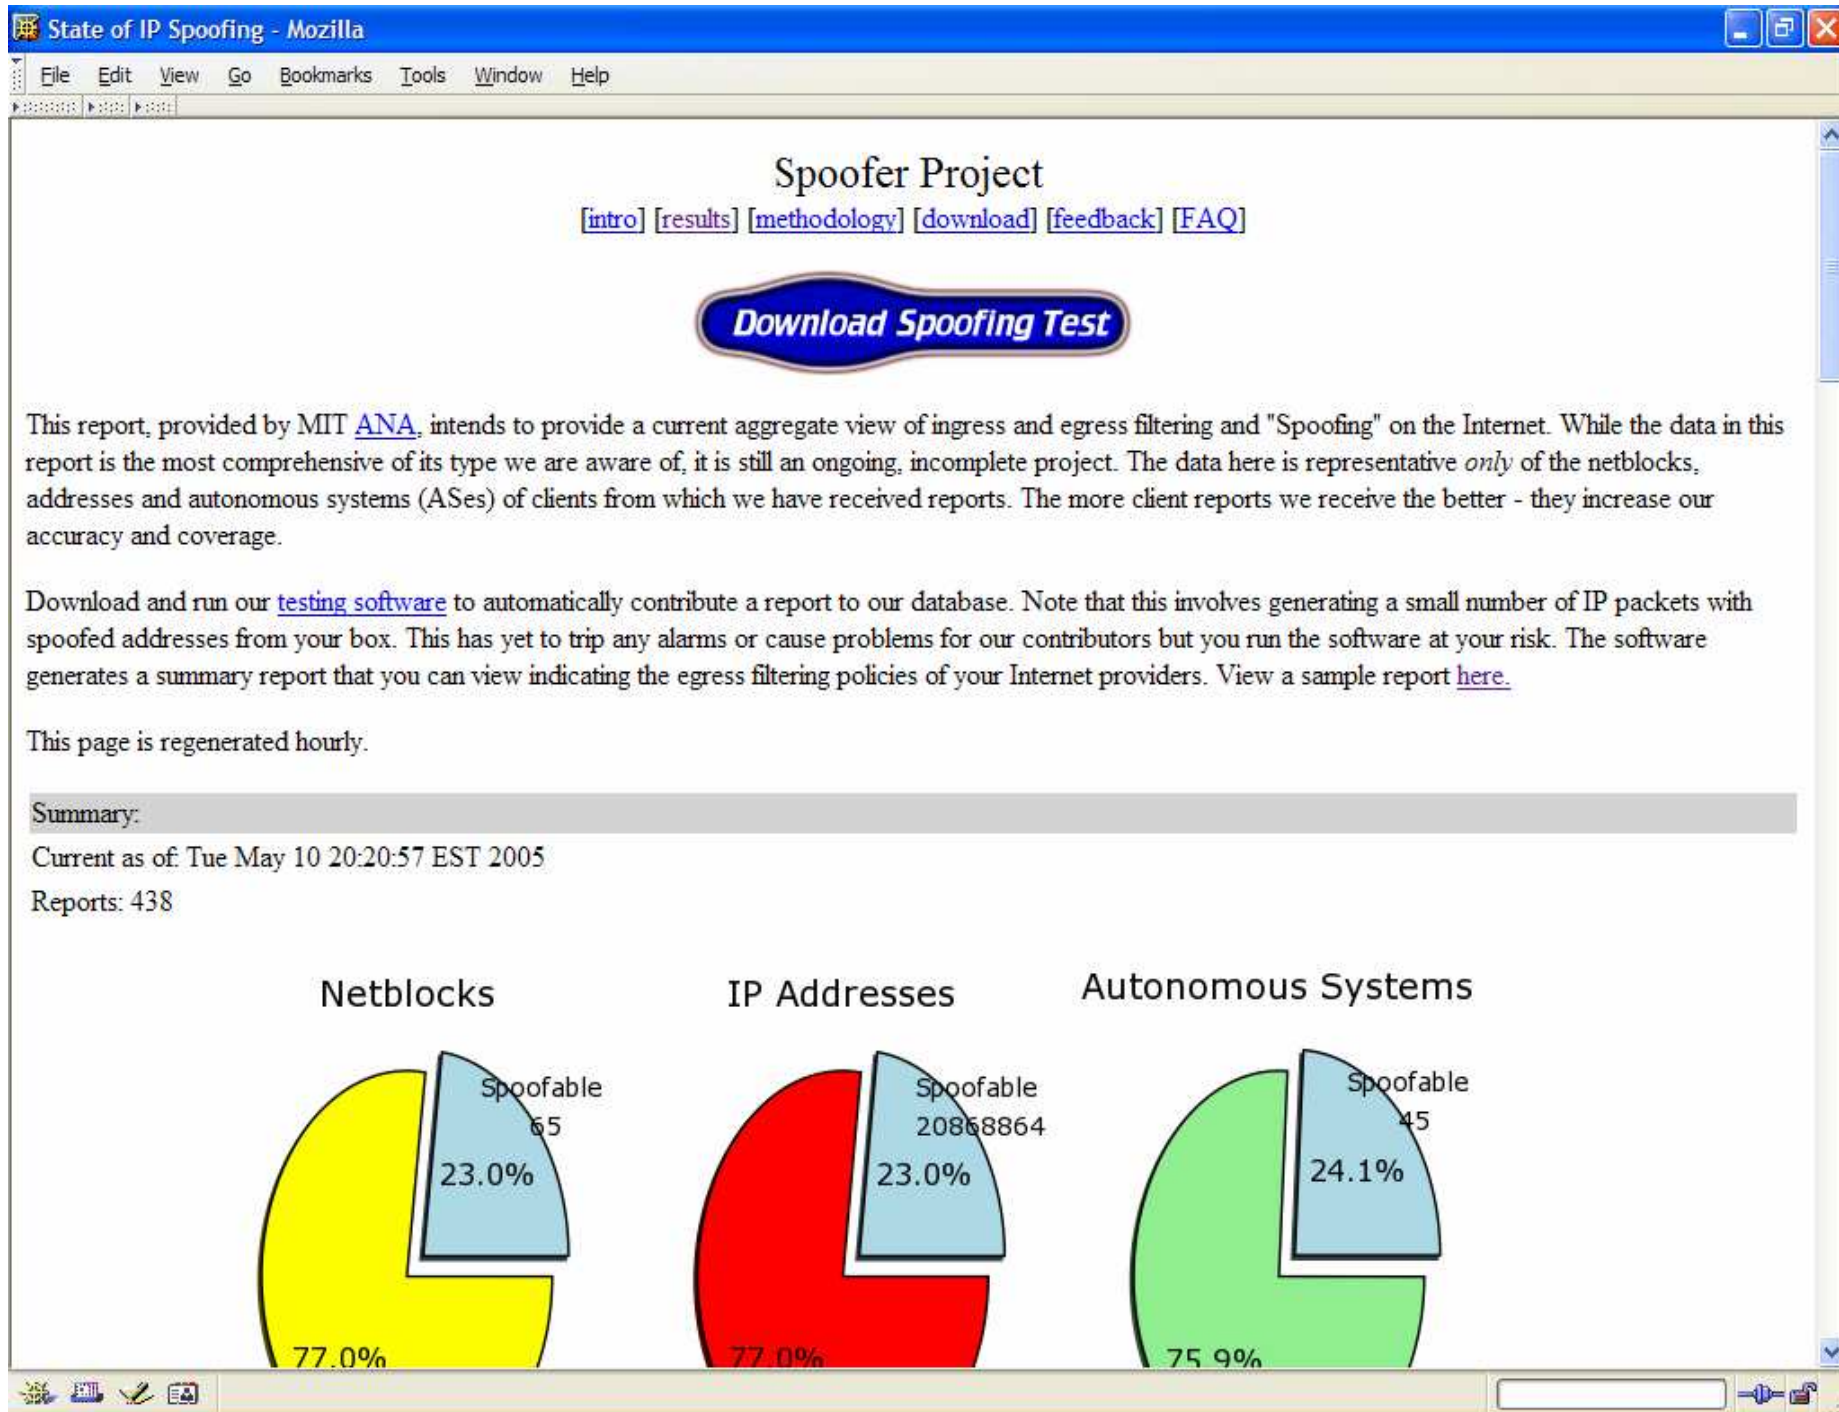 State of IP Spoofing - Mozilla
File Edit View Go Bookmarks Tools Window Help
Spoofer Project
[intro] [results] [methodology] [download] [feedback] [FAQ]
Download Spoofing Test
This report, provided by MIT ANA, intends to provide a current aggregate view of ingress and egress filtering and "Spoofing" on the Internet. While the data in this
report is the most comprehensive of its type we are aware of, it is still an ongoing, incomplete project. The data here is representative only of the netblocks,
addresses and autonomous systems (ASes) of clients from which we have received reports. The more client reports we receive the better - they increase our
accuracy and coverage.
Download and run our testing software to automatically contribute a report to our database. Note that this involves generating a small number of IP packets with
spoofed addresses from your box. This has yet to trip any alarms or cause problems for our contributors but you run the software at your risk. The software
generates a summary report that you can view indicating the egress filtering policies of your Internet providers. View a sample report here.
This page is regenerated hourly.
Summary:
Current as of: Tue May 10 20:20:57 EST 2005
Reports: 438
Netblocks
Spoofable
65
23.0%
77.0%
IP Addresses
Spoofable
20868864
23.0%
77.0%
Autonomous Systems
Spoofable
45
24.1%
75.9%